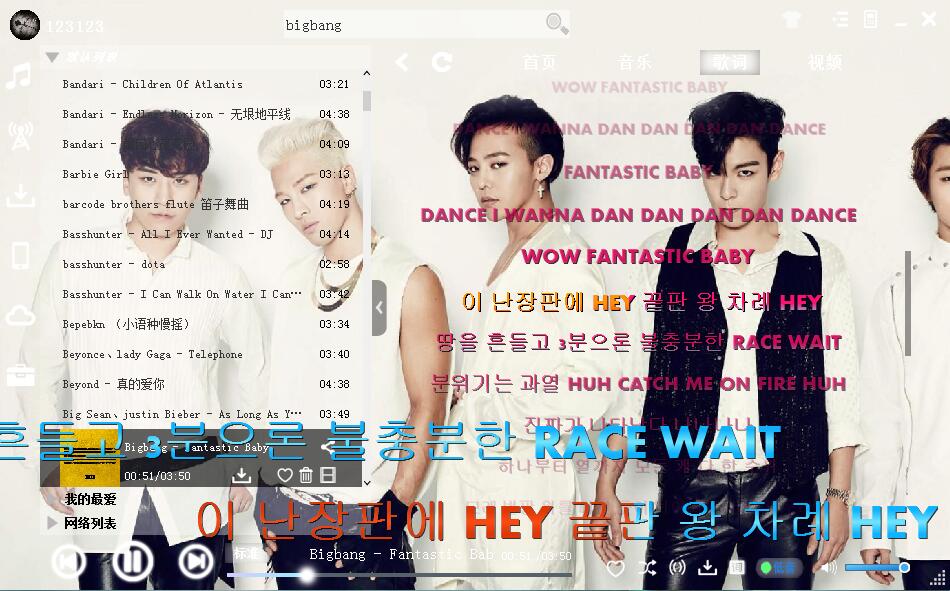 123123
bigbang
默认列表
首页 音乐 歌词 视频
Bandari - Children Of Atlantis 03:21
Bandari - Endless Horizon - 无垠地平线 04:38
Bandari - 04:09
Barbie Girl 03:13
barcode brothers flute 笛子舞曲 04:19
Basshunter - All I Ever Wanted - DJ 04:14
basshunter - dota 02:58
Basshunter - I Can Walk On Water I Can… 03:42
Bepebkn （小语种慢摇） 03:34
Beyonce、lady Gaga - Telephone 03:40
Beyond - 真的爱你 04:38
Big Sean、justin Bieber - As Long As Y… 03:49
Bigbang - Fantastic Baby
00:51/03:50
我的最爱
网络列表
WOW FANTASTIC BABY
DANCE I WANNA DAN DAN DAN DAN DANCE
FANTASTIC BABY
DANCE I WANNA DAN DAN DAN DAN DANCE
WOW FANTASTIC BABY
이 난장판에 HEY 끝판 왕 차례 HEY
땅을 흔들고 3분으론 불충분한 RACE WAIT
분위기는 과열 HUH CATCH ME ON FIRE HUH
흔들고 3분으론 불충분한 RACE WAIT
이 난장판에 HEY 끝판 왕 차례 HEY
标准 Bigbang - Fantastic Bab 00:51/03:50
词 低音